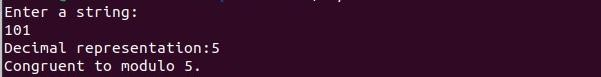 Enter a string:
101
Decimal representation:5
Congruent to modulo 5.